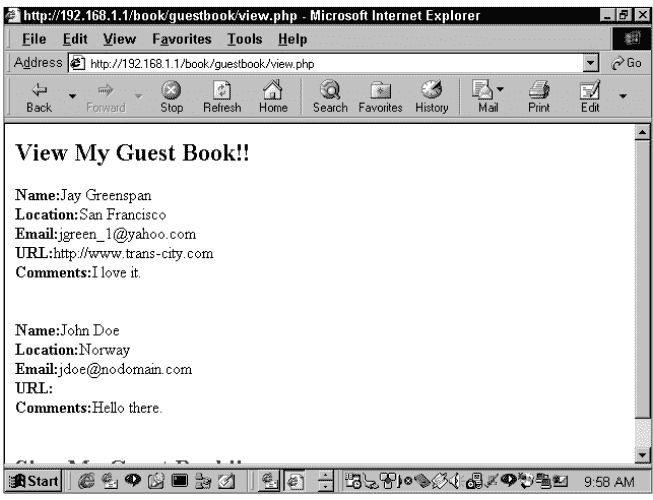 http://192.168.1.1/book/guestbook/view.php - Microsoft Internet Explorer
File Edit View Favorites Tools Help
Address http://192.168.1.1/book/guestbook/view.php Go
Back Forward Stop Refresh Home Search Favorites History Mail Print Edit
View My Guest Book!!
Name:Jay Greenspan
Location:San Francisco
Email:jgreen_1@yahoo.com
URL:http://www.trans-city.com
Comments:I love it.
Name:John Doe
Location:Norway
Email:jdoe@nodomain.com
URL:
Comments:Hello there.
My Guest Book!!
Start 9:58 AM